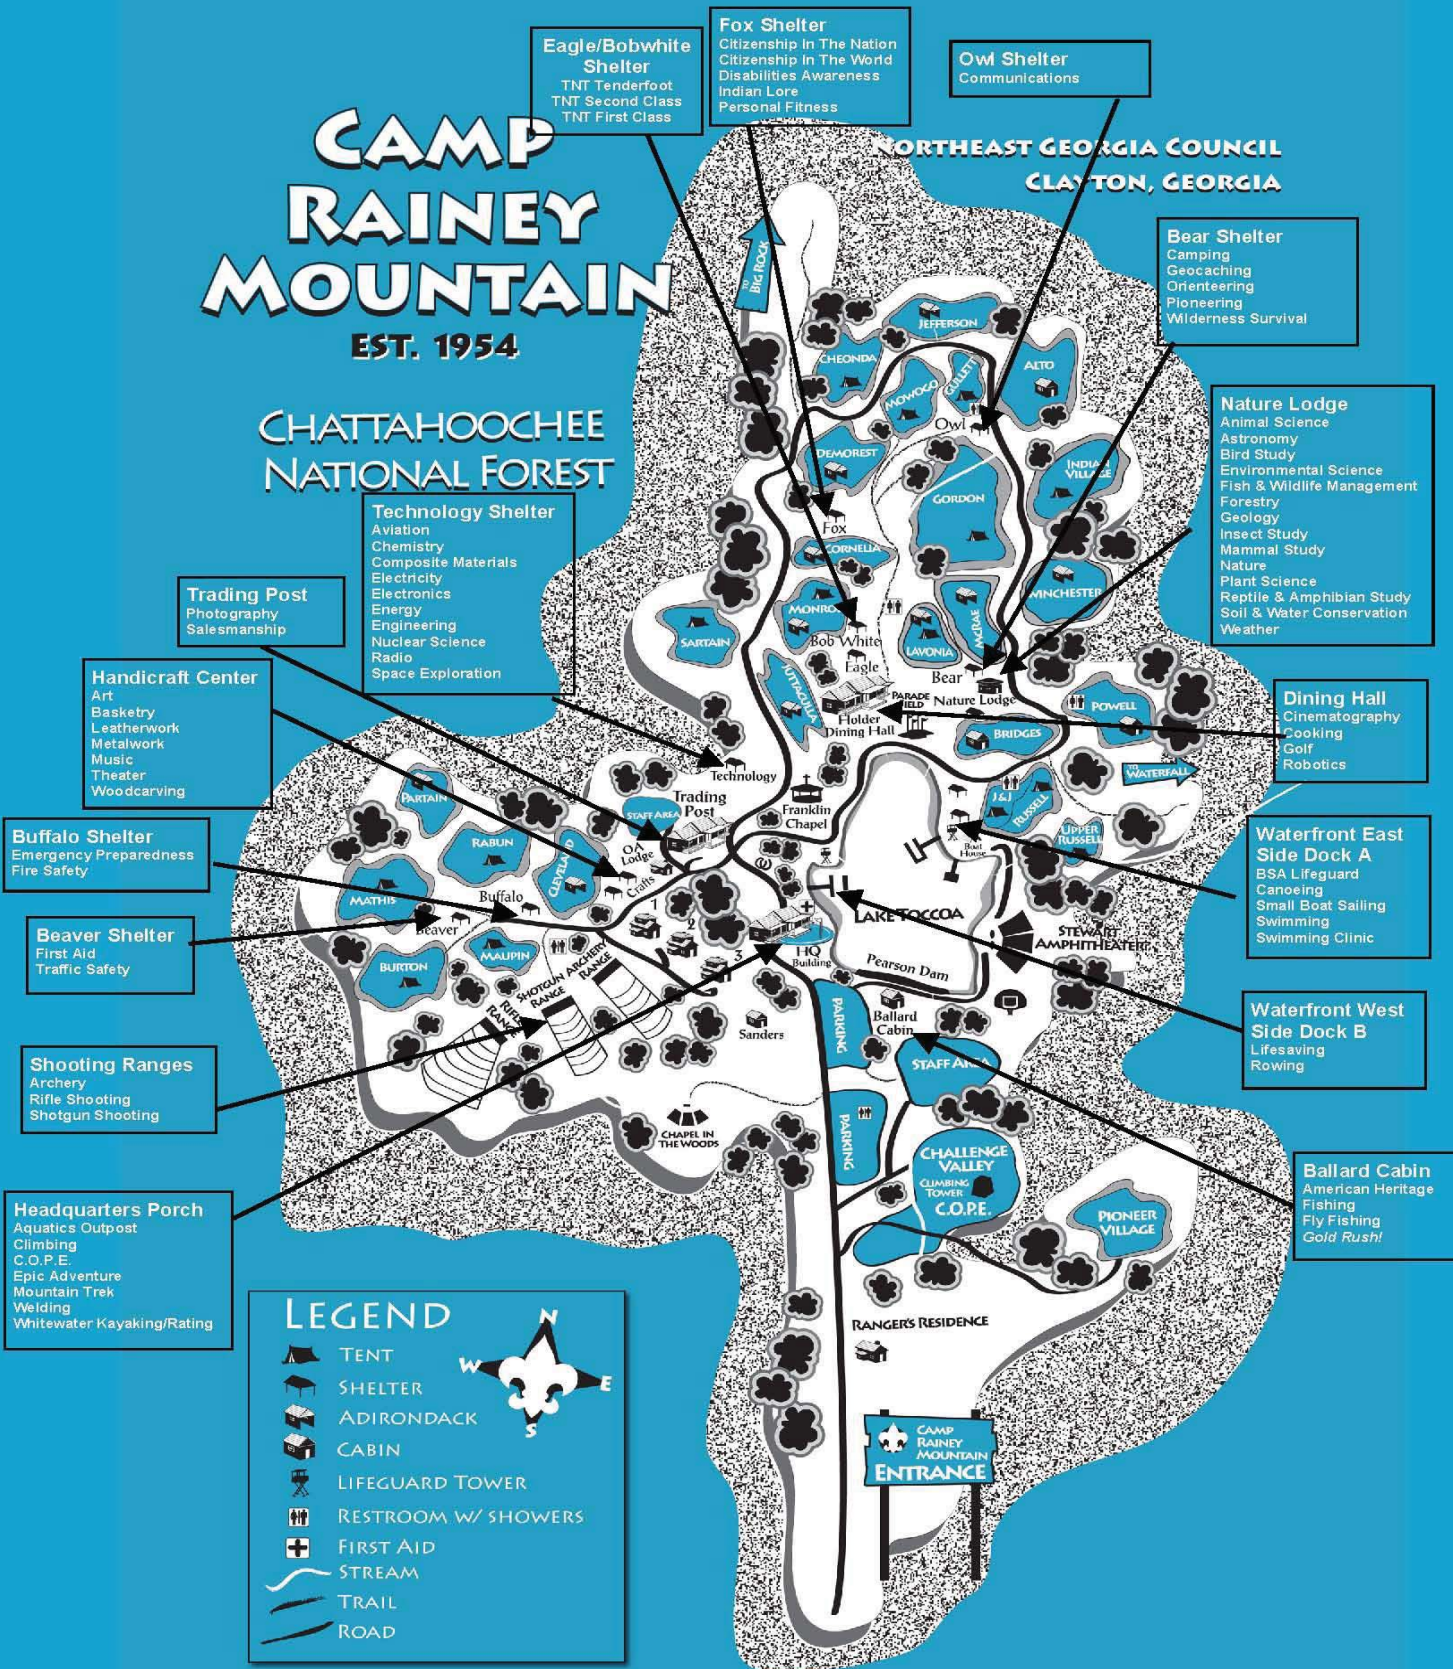 CAMP
RAINEY
MOUNTAIN
EST. 1954
CHATTAHOOCHEE
NATIONAL FOREST
NORTHEAST GEORGIA COUNCIL
CLAYTON, GEORGIA
Eagle/Bobwhite
Shelter
TNT Tenderfoot
TNT Second Class
TNT First Class
Fox Shelter
Citizenship In The Nation
Citizenship In The World
Disabilities Awareness
Indian Lore
Personal Fitness
Owl Shelter
Communications
Bear Shelter
Camping
Geocaching
Orienteering
Pioneering
Wilderness Survival
Nature Lodge
Animal Science
Astronomy
Bird Study
Environmental Science
Fish & Wildlife Management
Forestry
Geology
Insect Study
Mammal Study
Nature
Plant Science
Reptile & Amphibian Study
Soil & Water Conservation
Weather
Technology Shelter
Aviation
Chemistry
Composite Materials
Electricity
Electronics
Energy
Engineering
Nuclear Science
Radio
Space Exploration
Trading Post
Photography
Salesmanship
Handicraft Center
Art
Basketry
Leatherwork
Metalwork
Music
Theater
Woodcarving
Dining Hall
Cinematography
Cooking
Golf
Robotics
Buffalo Shelter
Emergency Preparedness
Fire Safety
Waterfront East
Side Dock A
BSA Lifeguard
Canoeing
Small Boat Sailing
Swimming
Swimming Clinic
Beaver Shelter
First Aid
Traffic Safety
Waterfront West
Side Dock B
Lifesaving
Rowing
Shooting Ranges
Archery
Rifle Shooting
Shotgun Shooting
Ballard Cabin
American Heritage
Fishing
Fly Fishing
Gold Rush!
Headquarters Porch
Aquatics Outpost
Climbing
C.O.P.E.
Epic Adventure
Mountain Trek
Welding
Whitewater Kayaking/Rating
TO
BIG ROCK
JEFFERSON
CHEONDA
MOWOGO
GULLETT
ALTO
Owl
DEMOREST
INDIAN
VILLAGE
GORDON
Fox
CORNELIA
WINCHESTER
MONROE
SARTAIN
Bob White
Eagle
LAVONIA
MCRAE
Bear
TUTTAGULLA
PARADE
FIELD
Nature Lodge
POWELL
Holder
Dining Hall
BRIDGES
TO
WATERFALL
Technology
PARTAIN
STAFF AREA
Trading
Post
Franklin
Chapel
J & J
RUSSELL
UPPER
RUSSELL
Boat
House
RABUN
CLEVELAND
OA
Lodge
Crafts
MATHIS
Buffalo
Beaver
1
2
3
LAKE TOCCOA
STEWART
AMPHITHEATER
MAUPIN
BURTON
HQ
Building
Pearson Dam
RIFLE
RANGE
SHOTGUN
RANGE
ARCHERY
RANGE
PARKING
Ballard
Cabin
Sanders
STAFF AREA
CHAPEL IN
THE WOODS
PARKING
CHALLENGE
VALLEY
CLIMBING
TOWER
C.O.P.E.
PIONEER
VILLAGE
RANGER'S RESIDENCE
CAMP
RAINEY
MOUNTAIN
ENTRANCE
LEGEND
TENT
SHELTER
ADIRONDACK
CABIN
LIFEGUARD TOWER
RESTROOM W/ SHOWERS
FIRST AID
STREAM
TRAIL
ROAD
N
W
E
S